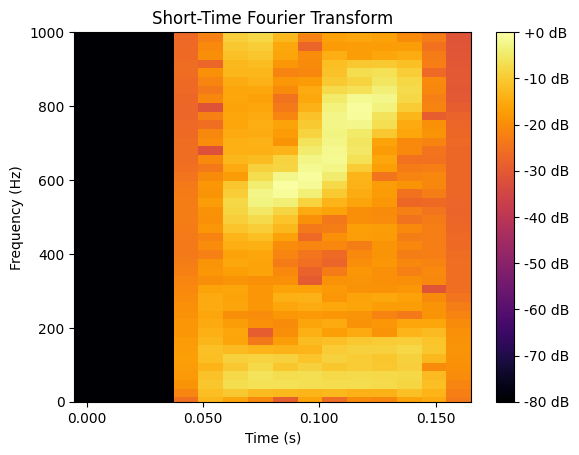 Short-Time Fourier Transform
Frequency (Hz)
1000
800
600
400
200
0
0.000
0.050
0.100
0.150
Time (s)
+0 dB
-10 dB
-20 dB
-30 dB
-40 dB
-50 dB
-60 dB
-70 dB
-80 dB